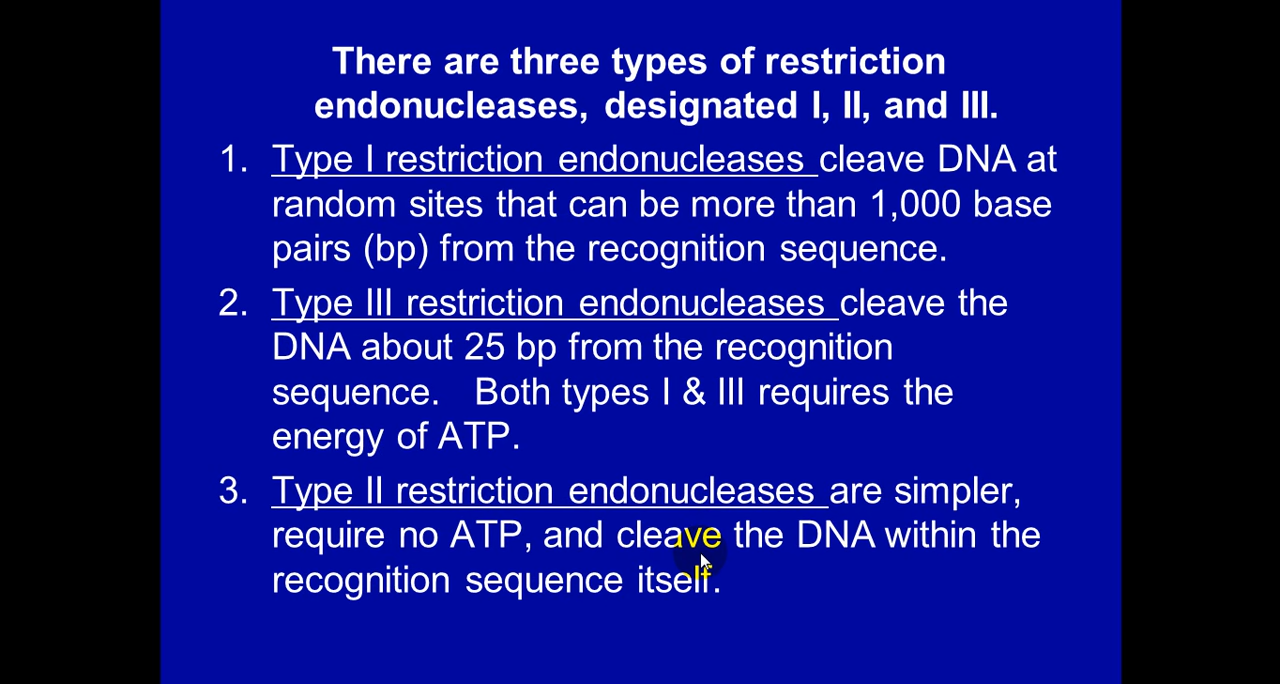 There are three types of restriction
endonucleases, designated I, II, and III.
1. Type I restriction endonucleases cleave DNA at
random sites that can be more than 1,000 base
pairs (bp) from the recognition sequence.
2. Type III restriction endonucleases cleave the
DNA about 25 bp from the recognition
sequence. Both types I & III requires the
energy of ATP.
3. Type II restriction endonucleases are simpler,
require no ATP, and cleave the DNA within the
recognition sequence itself.